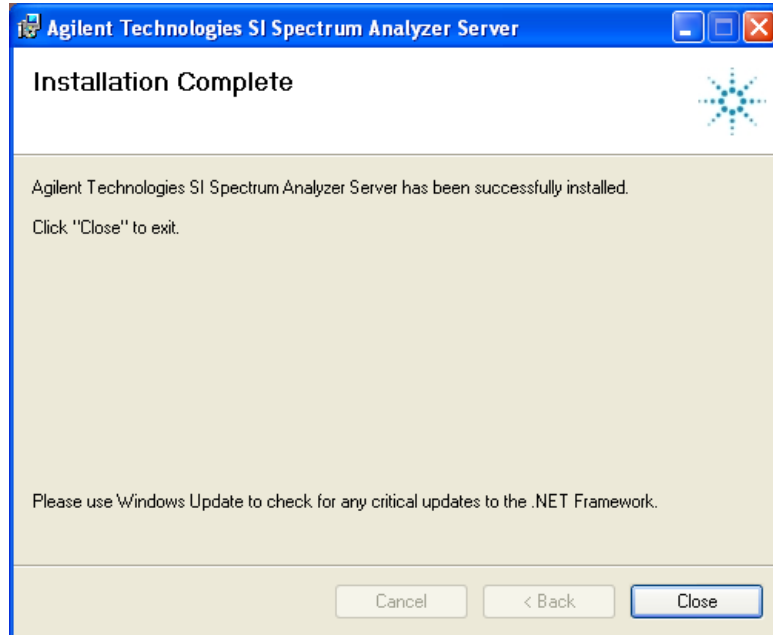 Agilent Technologies SI Spectrum Analyzer Server
Installation Complete
Agilent Technologies SI Spectrum Analyzer Server has been successfully installed.
Click "Close" to exit.
Please use Windows Update to check for any critical updates to the .NET Framework.
Cancel
< Back
Close